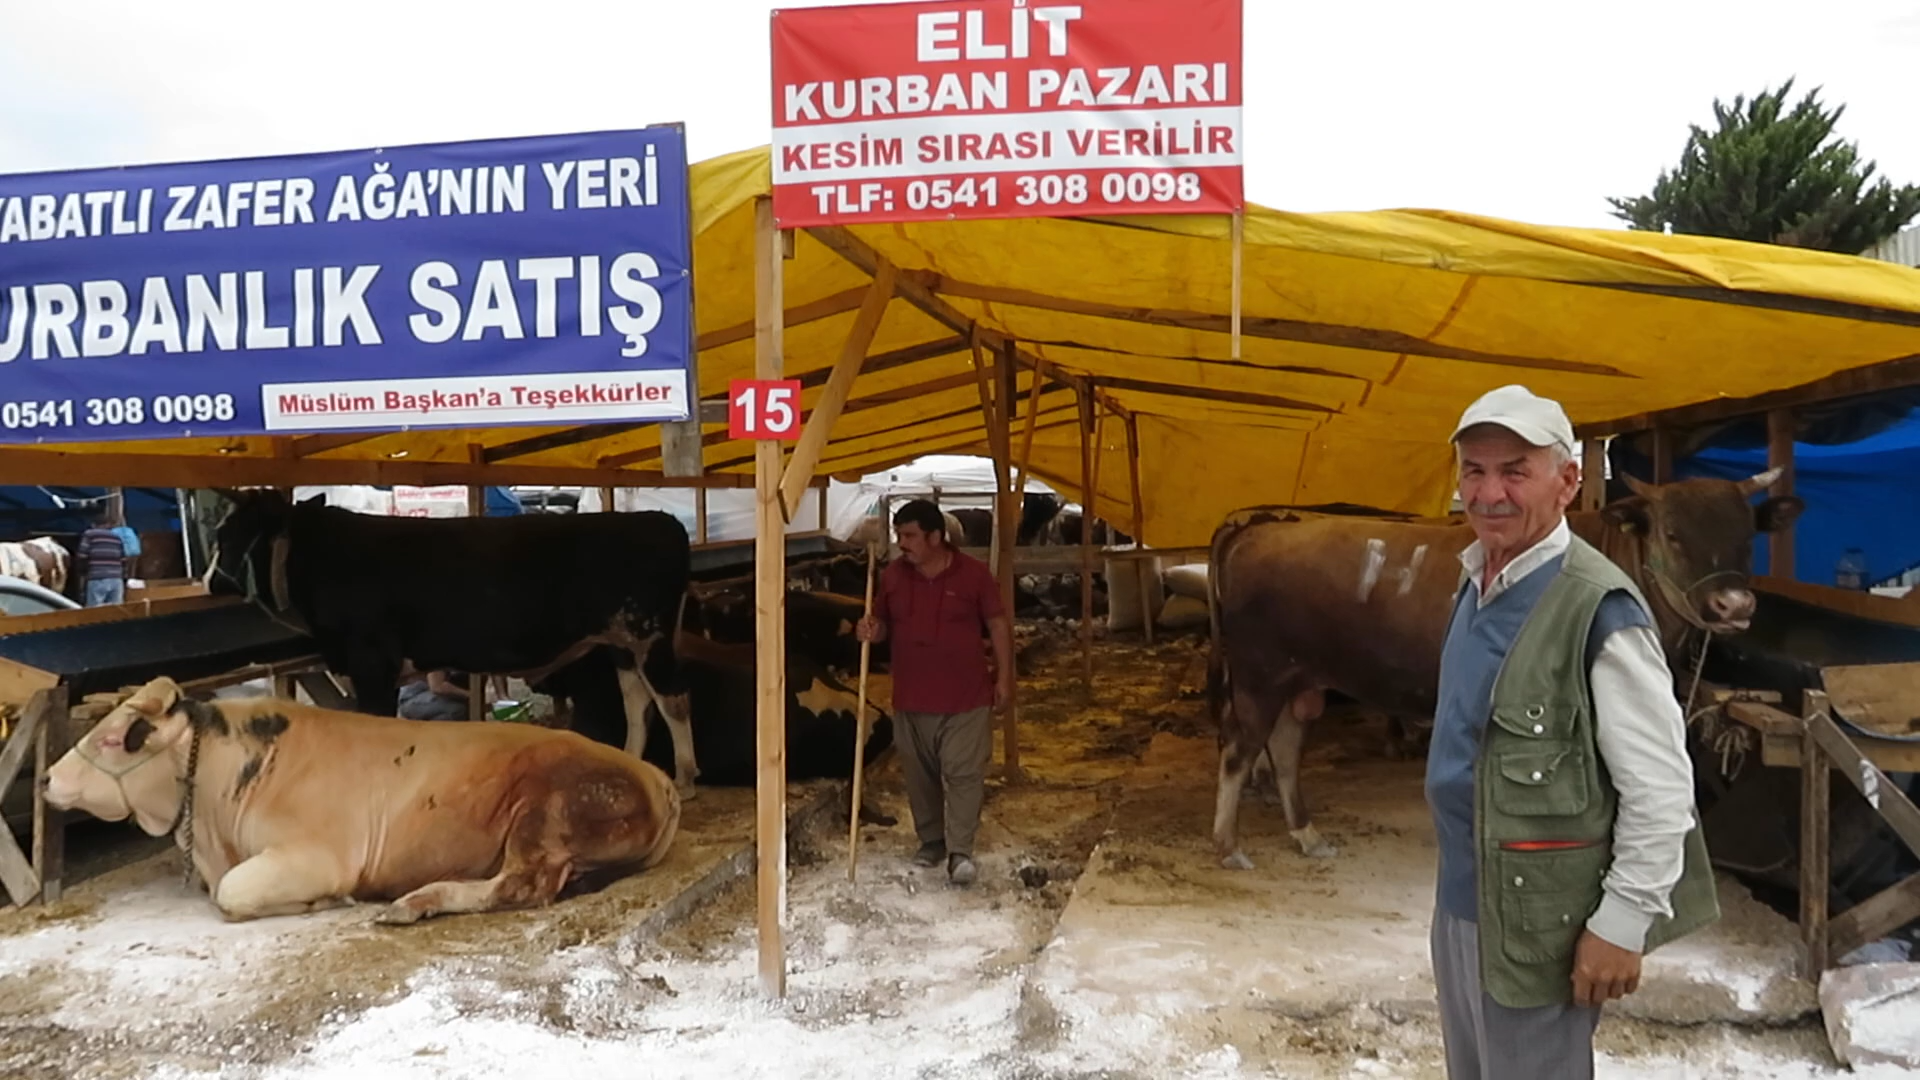 YABATLI ZAFER AĞA'NIN YERİ
URBANLIK SATIŞ
0541 308 0098
Müslüm Başkan'a Teşekkürler
ELİT
KURBAN PAZARI
KESİM SIRASI VERİLİR
TLF: 0541 308 0098
15
H